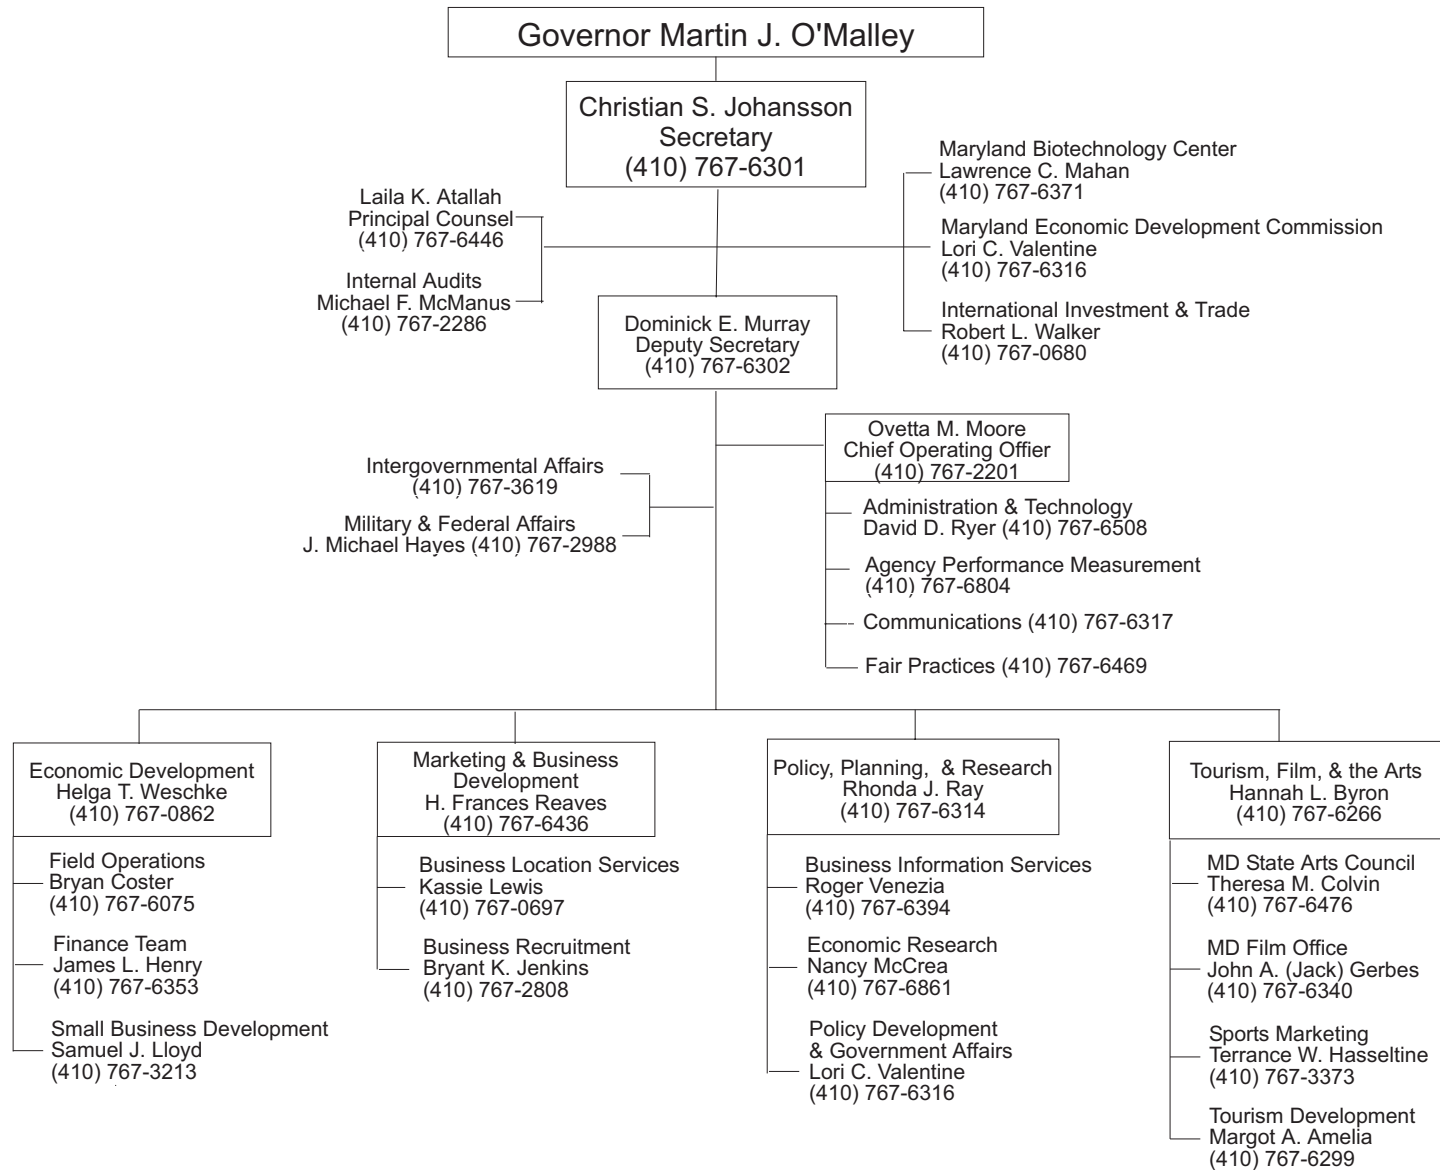 Governor Martin J. O'Malley
Christian S. Johansson
Secretary
(410) 767-6301
Laila K. Atallah
Principal Counsel
(410) 767-6446
Internal Audits
Michael F. McManus
(410) 767-2286
Maryland Biotechnology Center
Lawrence C. Mahan
(410) 767-6371
Maryland Economic Development Commission
Lori C. Valentine
(410) 767-6316
International Investment & Trade
Robert L. Walker
(410) 767-0680
Dominick E. Murray
Deputy Secretary
(410) 767-6302
Ovetta M. Moore
Chief Operating Offier
(410) 767-2201
Intergovernmental Affairs
(410) 767-3619
Military & Federal Affairs
J. Michael Hayes (410) 767-2988
Administration & Technology
David D. Ryer (410) 767-6508
Agency Performance Measurement
(410) 767-6804
Communications (410) 767-6317
Fair Practices (410) 767-6469
Economic Development
Helga T. Weschke
(410) 767-0862
Field Operations
Bryan Coster
(410) 767-6075
Finance Team
James L. Henry
(410) 767-6353
Small Business Development
Samuel J. Lloyd
(410) 767-3213
Marketing & Business
Development
H. Frances Reaves
(410) 767-6436
Business Location Services
Kassie Lewis
(410) 767-0697
Business Recruitment
Bryant K. Jenkins
(410) 767-2808
Policy, Planning, & Research
Rhonda J. Ray
(410) 767-6314
Business Information Services
Roger Venezia
(410) 767-6394
Economic Research
Nancy McCrea
(410) 767-6861
Policy Development
& Government Affairs
Lori C. Valentine
(410) 767-6316
Tourism, Film, & the Arts
Hannah L. Byron
(410) 767-6266
MD State Arts Council
Theresa M. Colvin
(410) 767-6476
MD Film Office
John A. (Jack) Gerbes
(410) 767-6340
Sports Marketing
Terrance W. Hasseltine
(410) 767-3373
Tourism Development
Margot A. Amelia
(410) 767-6299